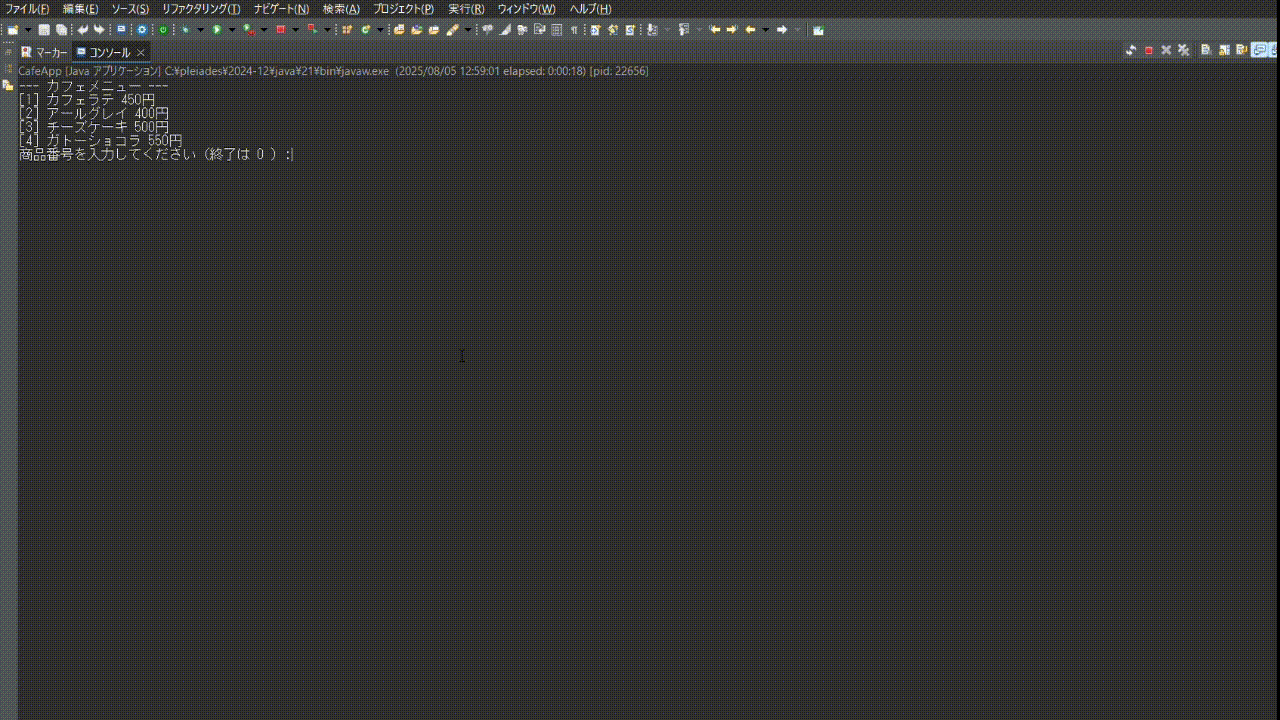 ファイル(F) 編集(E) ソース(S) リファクタリング(T) ナビゲート(N) 検索(A) プロジェクト(P) 実行(R) ウィンドウ(W) ヘルプ(H)
マーカー コンソール ×
CafeApp [Java アプリケーション] C:¥pleiades¥2024-12¥java¥21¥bin¥javaw.exe (2025/08/05 12:59:01 elapsed: 0:00:18) [pid: 22656]
--- カフェメニュー ---
[1] カフェラテ 450円
[2] アールグレイ 400円
[3] チーズケーキ 500円
[4] ガトーショコラ 550円
商品番号を入力してください（終了は 0 ）: